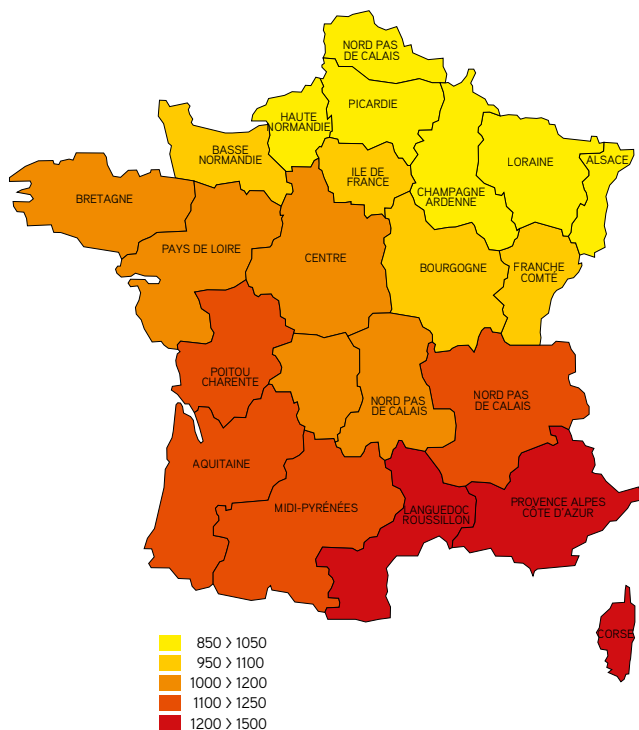 NORD PAS
DE CALAIS
PICARDIE
HAUTE
NORMANDIE
BASSE
NORMANDIE
ILE DE
FRANCE
CHAMPAGNE
ARDENNE
LORAINE
ALSACE
BRETAGNE
PAYS DE LOIRE
CENTRE
BOURGOGNE
FRANCHE
COMTÉ
POITOU
CHARENTE
NORD PAS
DE CALAIS
NORD PAS
DE CALAIS
AQUITAINE
MIDI-PYRÉNÉES
LANGUEDOC
ROUSSILLON
PROVENCE ALPES
CÔTE D'AZUR
CORSE
850 > 1050
950 > 1100
1000 > 1200
1100 > 1250
1200 > 1500